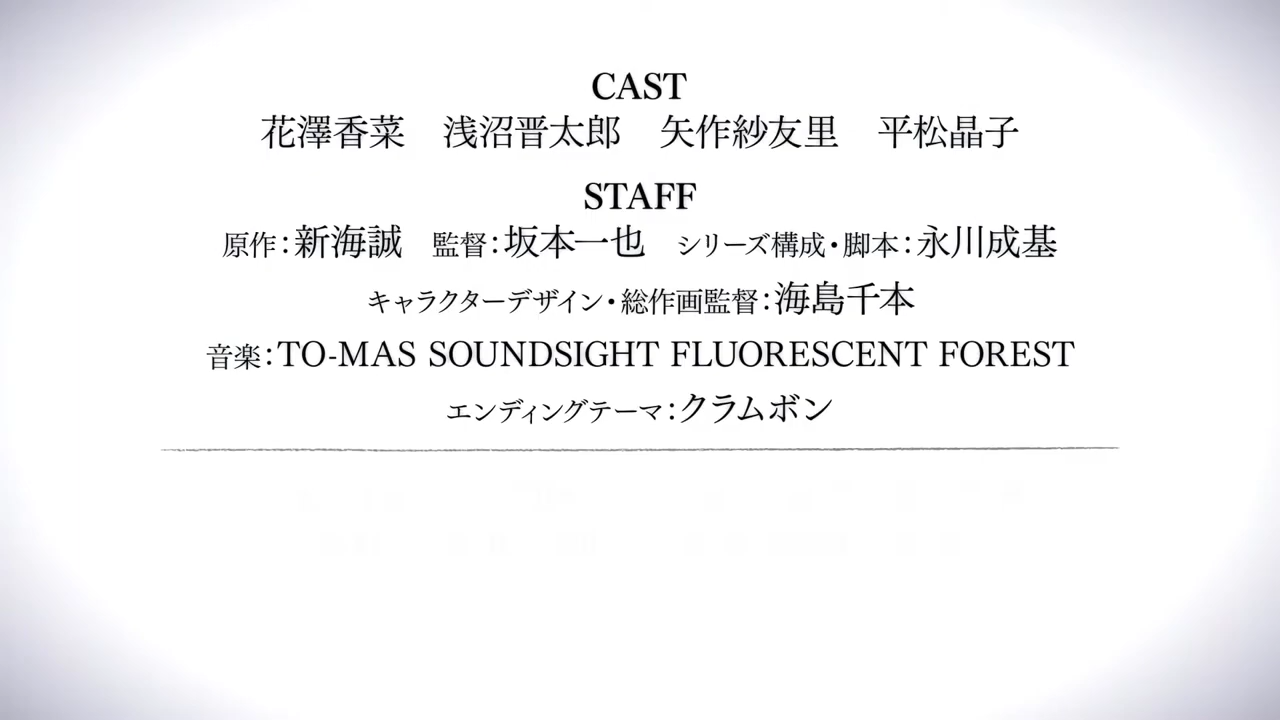 CAST
花澤香菜　浅沼晋太郎　矢作紗友里　平松晶子
STAFF
原作：新海誠　監督：坂本一也　シリーズ構成・脚本：永川成基
キャラクターデザイン・総作画監督：海島千本
音楽：TO-MAS SOUNDSIGHT FLUORESCENT FOREST
エンディングテーマ：クラムボン